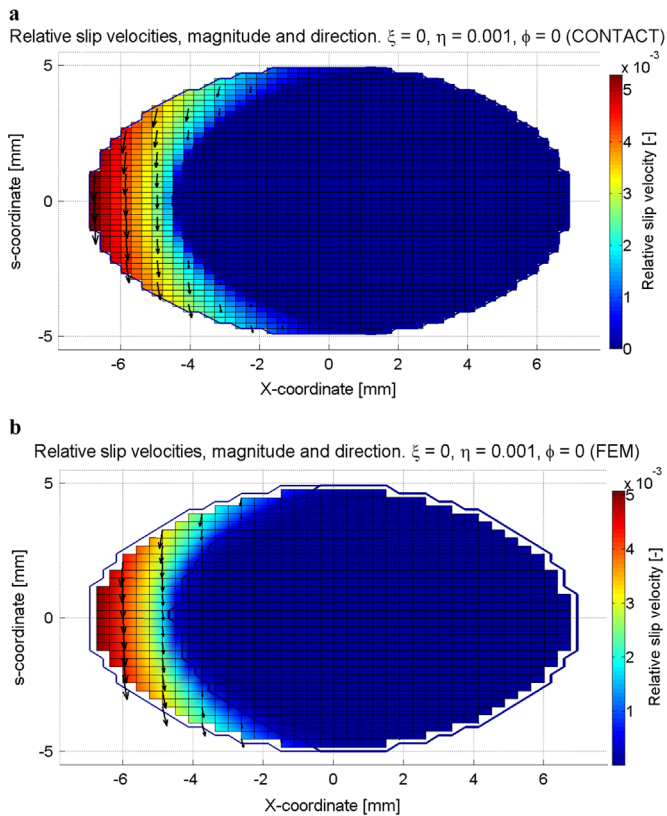 a
Relative slip velocities, magnitude and direction. ξ = 0, η = 0.001, ϕ = 0 (CONTACT)
x 10⁻³
5
4
3
2
1
0
Relative slip velocity [-]
5
0
-5
s-coordinate [mm]
-6 -4 -2 0 2 4 6
X-coordinate [mm]
b
Relative slip velocities, magnitude and direction. ξ = 0, η = 0.001, ϕ = 0 (FEM)
x 10⁻³
5
4
3
2
1
Relative slip velocity [-]
5
0
-5
s-coordinate [mm]
-6 -4 -2 0 2 4 6
X-coordinate [mm]